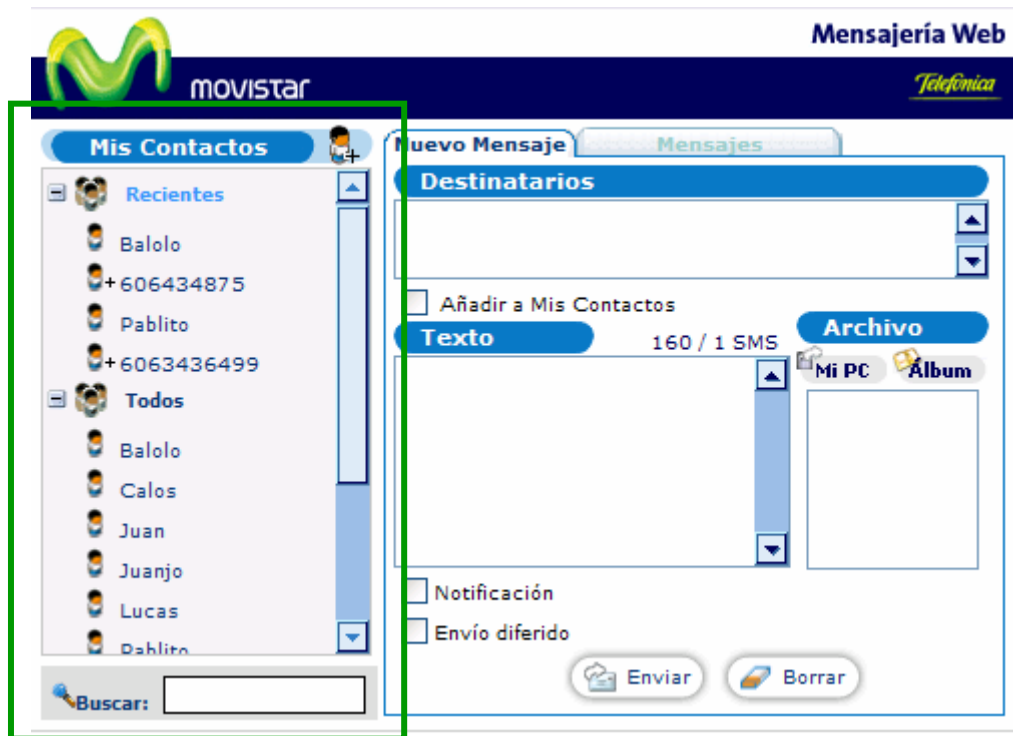 Mensajería Web
movistar
Telefónica
Mis Contactos
Recientes
Balolo
+606434875
Pablito
+6063436499
Todos
Balolo
Calos
Juan
Juanjo
Lucas
Pablito
Buscar:
Nuevo Mensaje
Mensajes
Destinatarios
Añadir a Mis Contactos
Texto
160 / 1 SMS
Archivo
Mi PC
Álbum
Notificación
Envío diferido
Enviar
Borrar